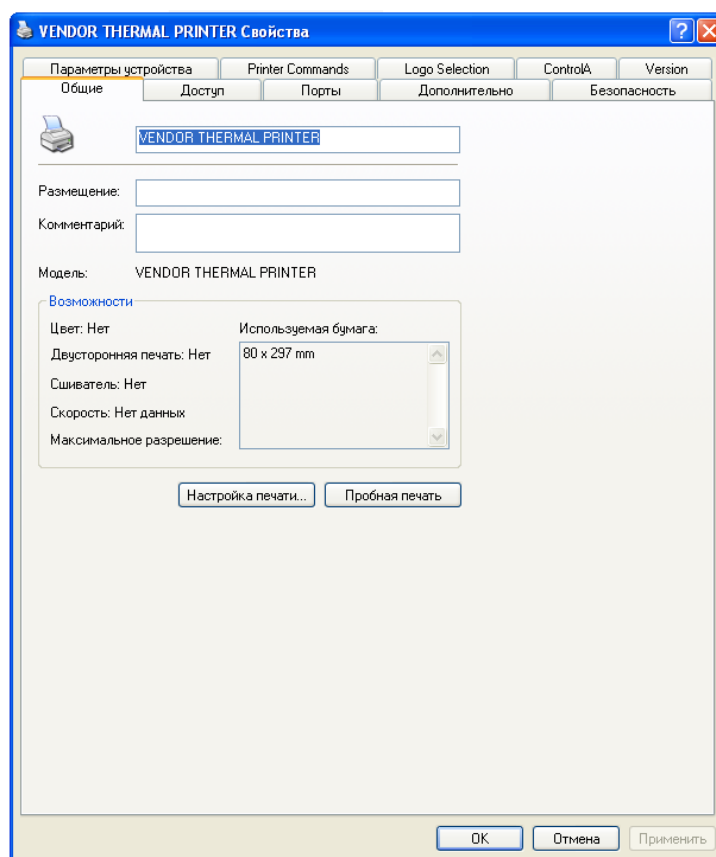 VENDOR THERMAL PRINTER Свойства
Параметры устройства Printer Commands Logo Selection ControlA Version
Общие Доступ Порты Дополнительно Безопасность
VENDOR THERMAL PRINTER
Размещение:
Комментарий:
Модель: VENDOR THERMAL PRINTER
Возможности
Цвет: Нет Используемая бумага:
Двусторонняя печать: Нет 80 x 297 mm
Сшиватель: Нет
Скорость: Нет данных
Максимальное разрешение:
Настройка печати... Пробная печать
OK Отмена Применить